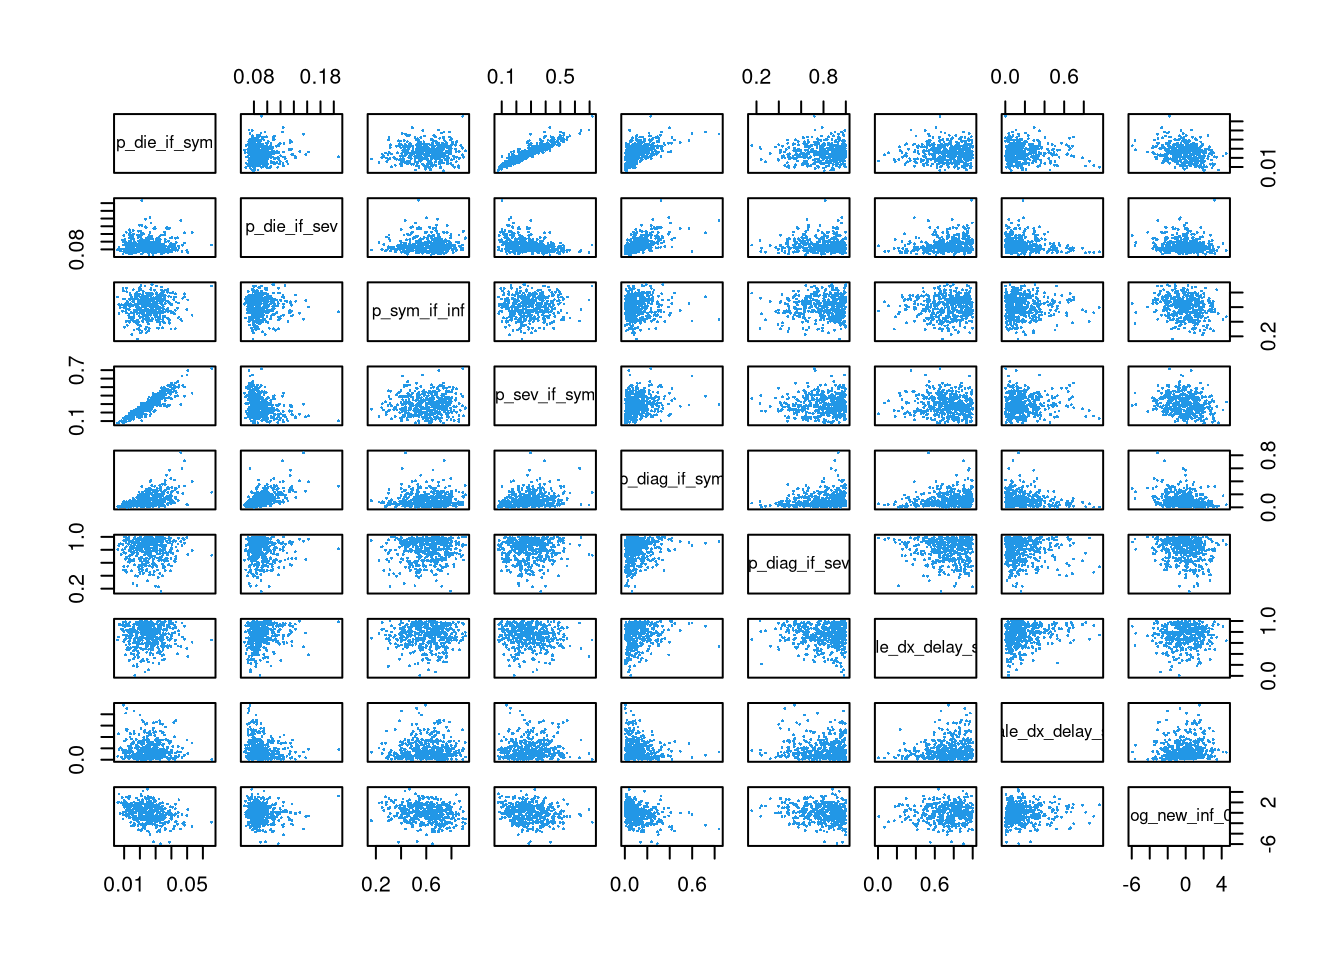 0.08 0.18 0.1 0.5 0.2 0.8 0.0 0.6
p_die_if_sym 0.01
0.08 p_die_if_sev
p_sym_if_inf 0.2
0.1 0.7 p_sev_if_sym
p_diag_if_sym 0.0 0.8
0.2 1.0 p_diag_if_sev
le_dx_delay_s 0.0 1.0
0.0 ale_dx_delay_
og_new_inf_0 -6 2
0.01 0.05 0.2 0.6 0.0 0.6 0.0 0.6 -6 0 4